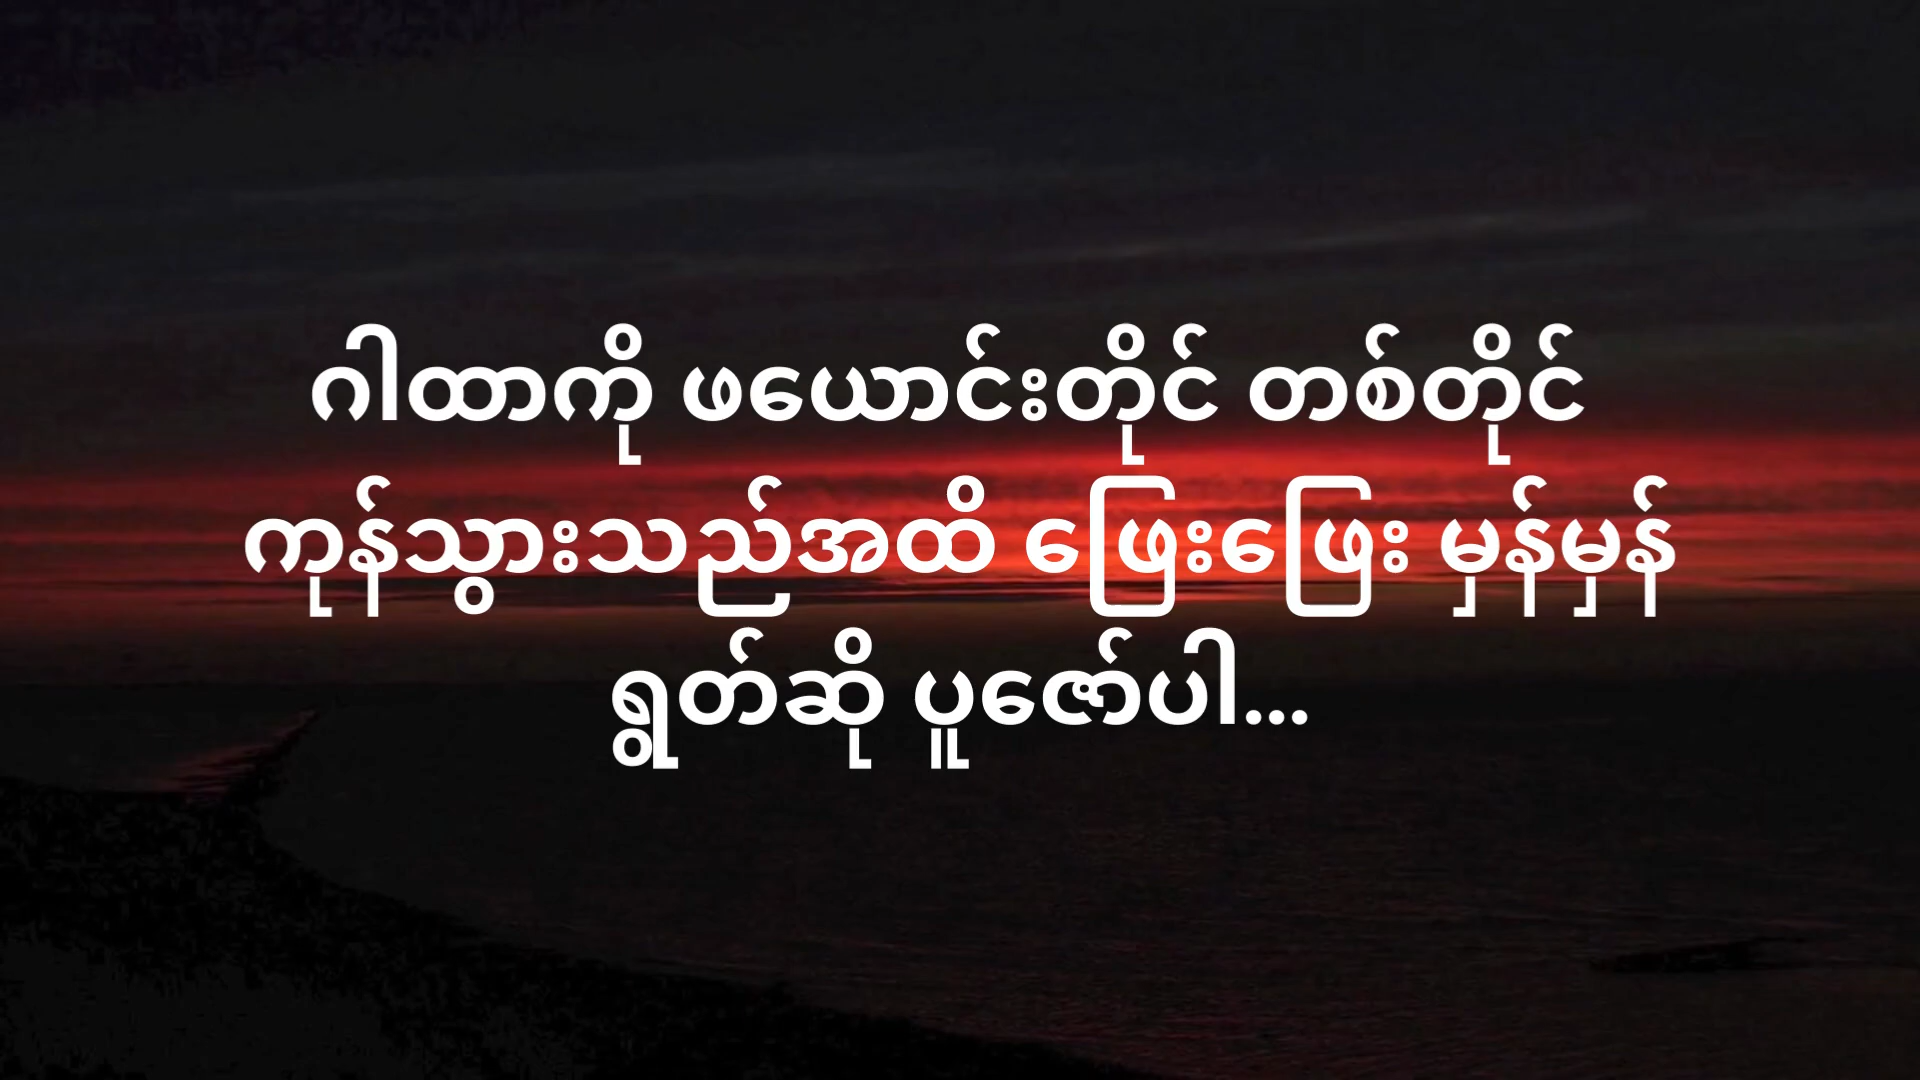 ဂါထာကို ဖယောင်းတိုင် တစ်တိုင်
ကုန်သွားသည်အထိ ဖြေးဖြေး မှန်မှန်
ရွတ်ဆို ပူဇော်ပါ...